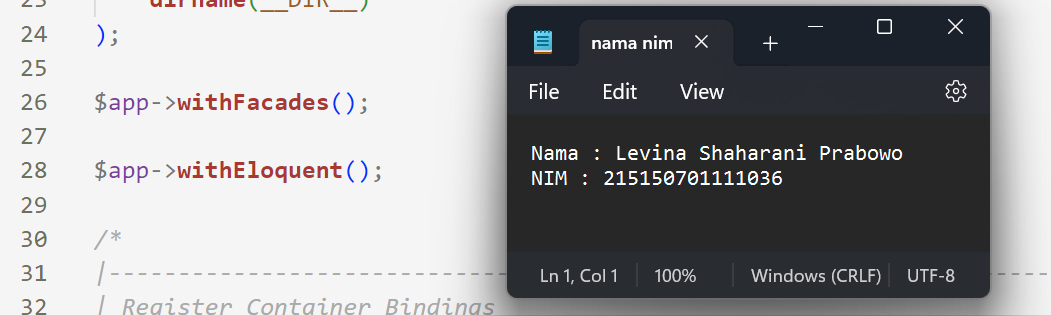 23 dirname(__DIR__)
24 );
25
26 $app->withFacades();
27
28 $app->withEloquent();
29
30 /*
31 |--------------------------------------------------------------------------
32 | Register Container Bindings
nama nim
File Edit View
Nama : Levina Shaharani Prabowo
NIM : 215150701111036
Ln 1, Col 1 100% Windows (CRLF) UTF-8